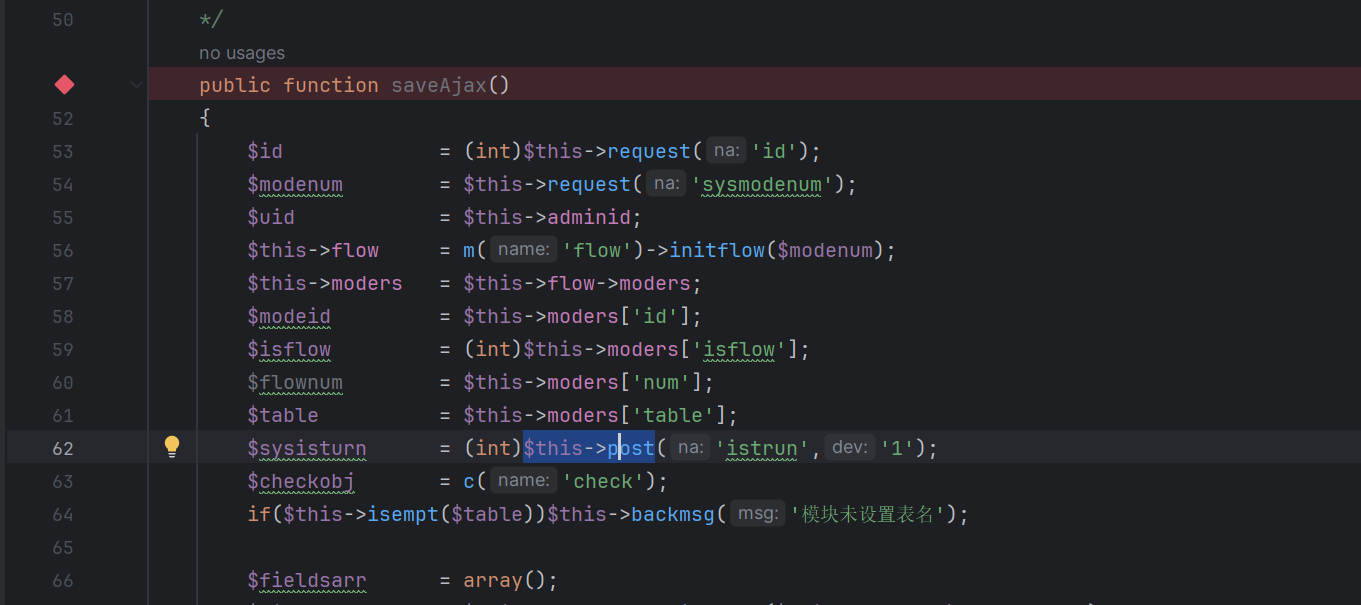 50 */
no usages
public function saveAjax()
52 {
53 $id = (int)$this->request( na: 'id');
54 $modenum = $this->request( na: 'sysmodenum');
55 $uid = $this->adminid;
56 $this->flow = m( name: 'flow')->initflow($modenum);
57 $this->moders = $this->flow->moders;
58 $modeid = $this->moders['id'];
59 $isflow = (int)$this->moders['isflow'];
60 $flownum = $this->moders['num'];
61 $table = $this->moders['table'];
62 $sysisturn = (int)$this->post( na: 'istrun', dev: '1');
63 $checkobj = c( name: 'check');
64 if($this->isempt($table))$this->backmsg( msg: '模块未设置表名');
65
66 $fieldsarr = array();